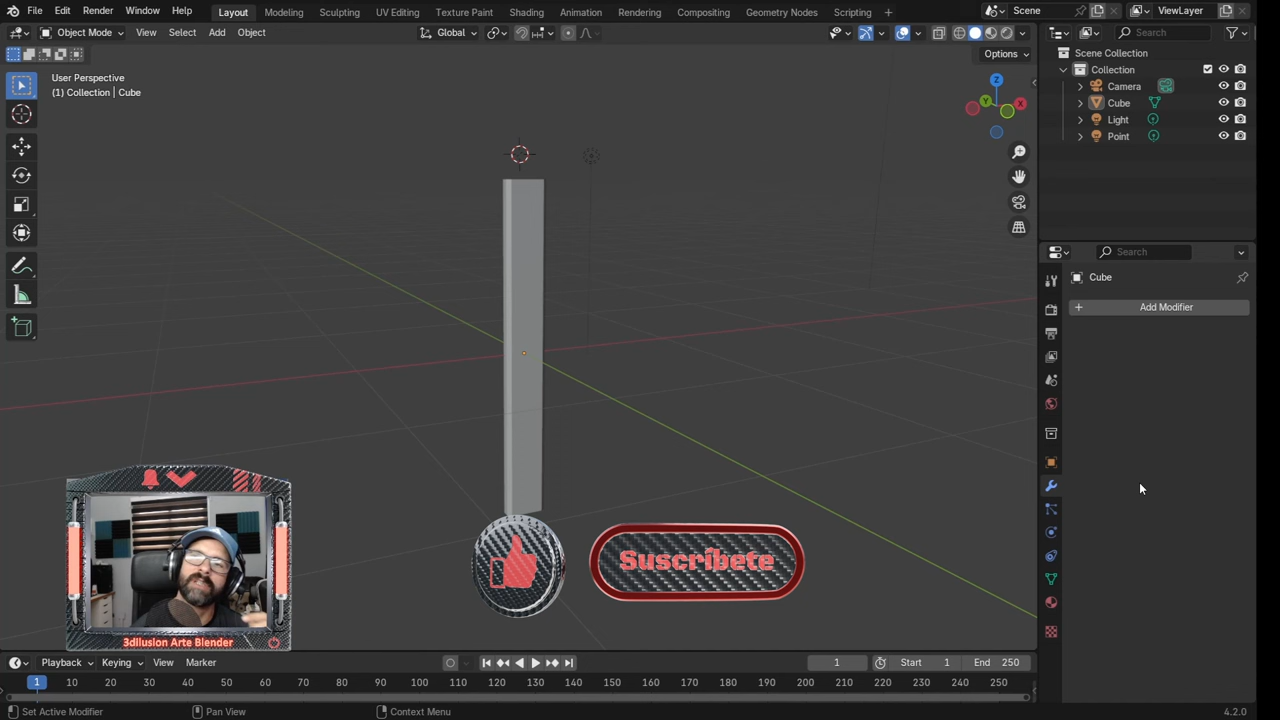 File Edit Render Window Help Layout Modeling Sculpting UV Editing Texture Paint Shading Animation Rendering Compositing Geometry Nodes Scripting + Scene ViewLayer
Object Mode View Select Add Object Global Search
Options
User Perspective
(1) Collection | Cube
Z
Y X
Scene Collection
Collection
Camera
Cube
Light
Point
Search
Cube
+ Add Modifier
Suscríbete
3dilusion Arte Blender
Playback Keying View Marker 1 Start 1 End 250
1 10 20 30 40 50 60 70 80 90 100 110 120 130 140 150 160 170 180 190 200 210 220 230 240 250
Set Active Modifier Pan View Context Menu 4.2.0